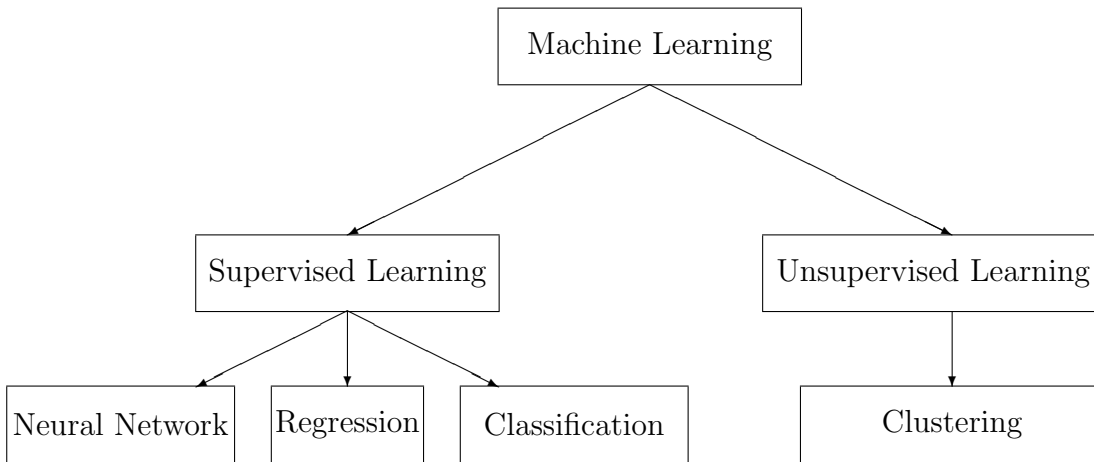 Machine Learning
Supervised Learning
Unsupervised Learning
Neural Network
Regression
Classification
Clustering